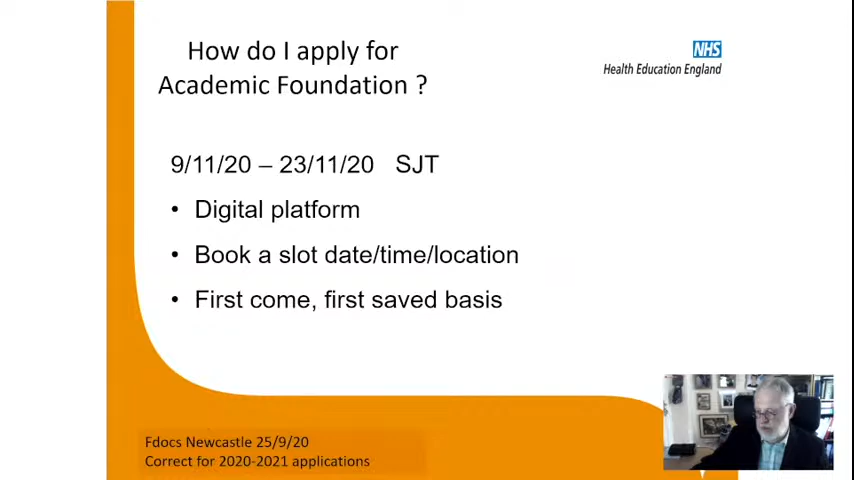 How do I apply for
Academic Foundation ?
NHS
Health Education England
9/11/20 – 23/11/20 SJT
• Digital platform
• Book a slot date/time/location
• First come, first saved basis
Fdocs Newcastle 25/9/20
Correct for 2020-2021 applications